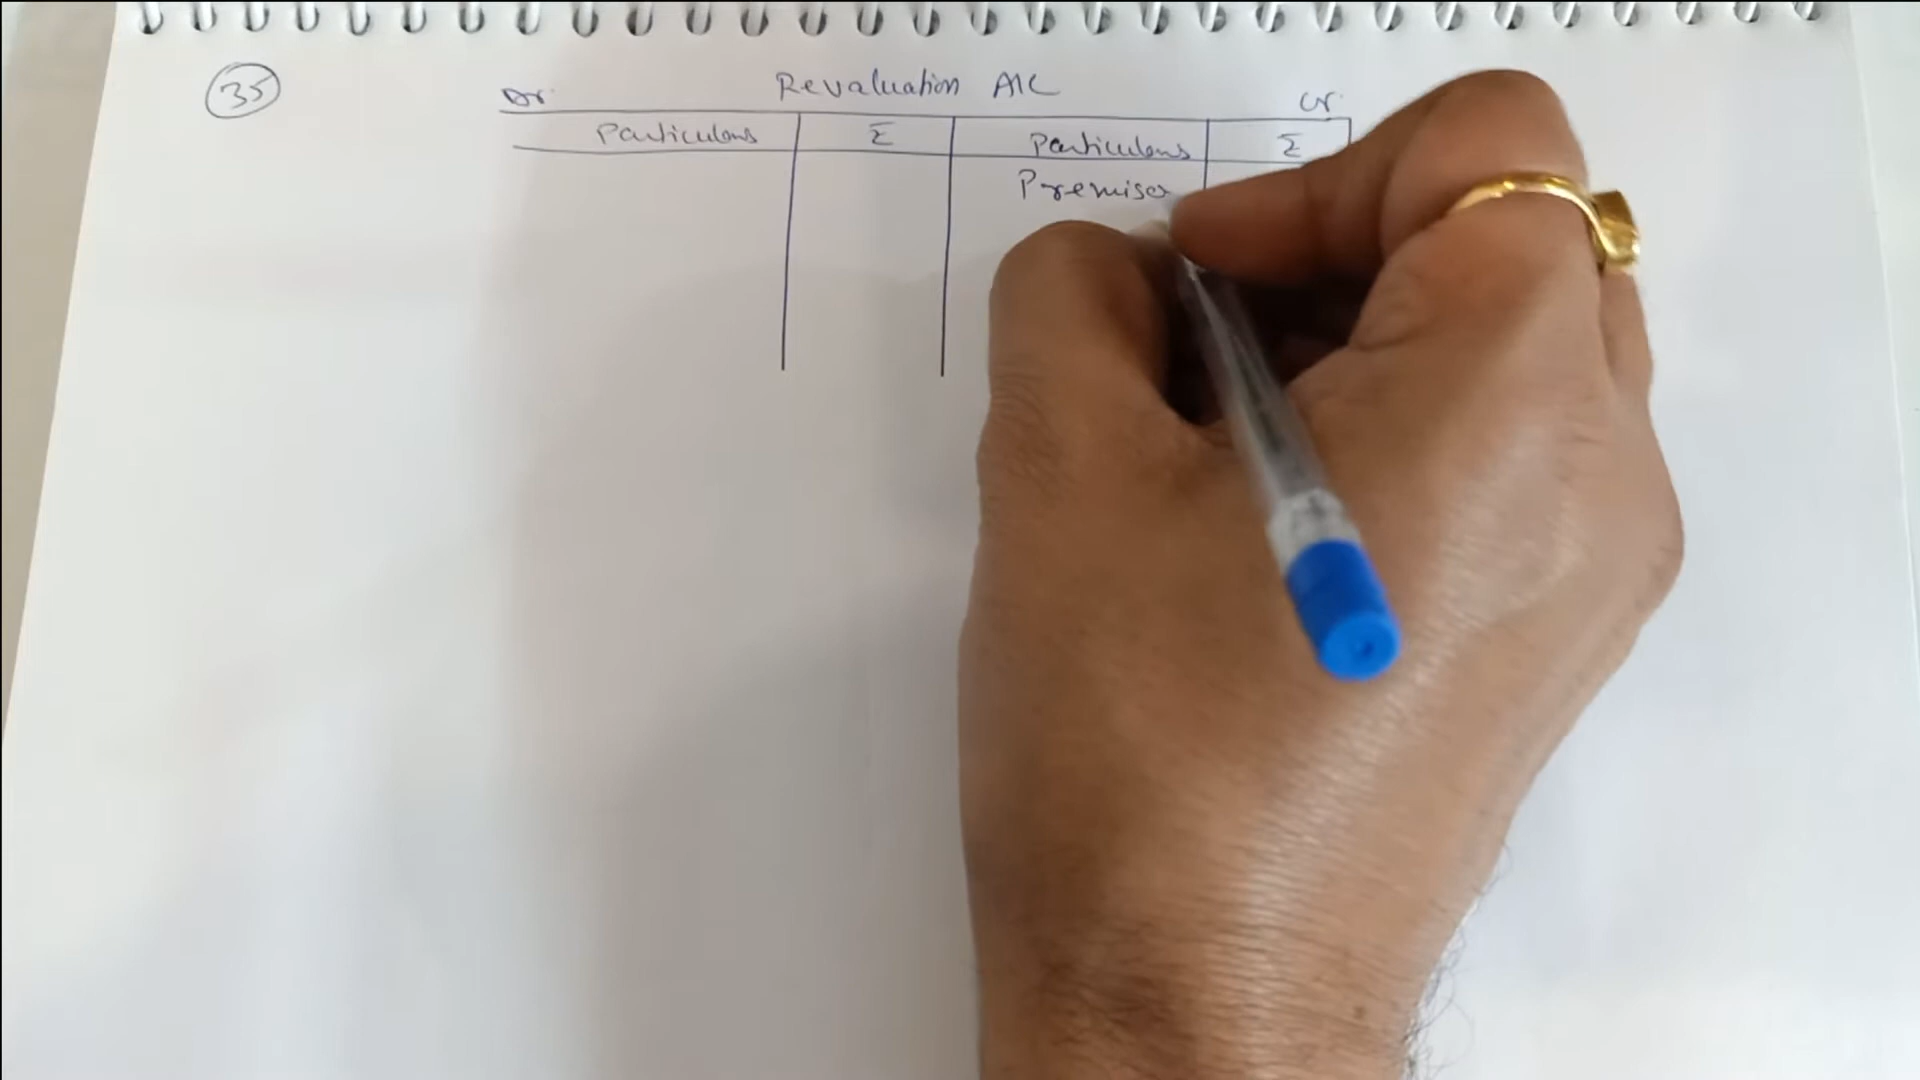 35
Revaluation A/C
Dr. Cr.
Particulars ₹ Particulars ₹
Premises